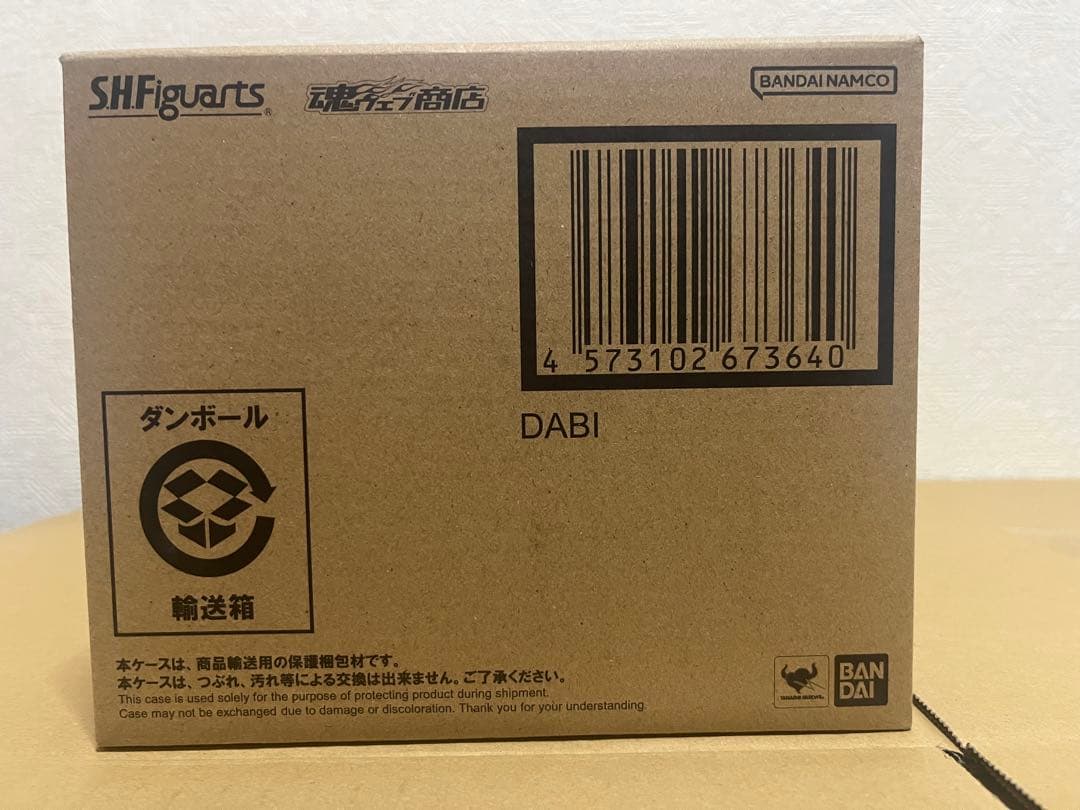 S.H.Figuarts®
魂ウェブ商店
BANDAI NAMCO
4 573102 673640
DABI
ダンボール
輸送箱
本ケースは、商品輸送用の保護梱包材です。
本ケースは、つぶれ、汚れ等による交換は出来ません。ご了承ください。
This case is used solely for the purpose of protecting product during shipment.
Case may not be exchanged due to damage or discoloration. Thank you for your understanding.
TAMASHII NATIONS
BAN
DAI